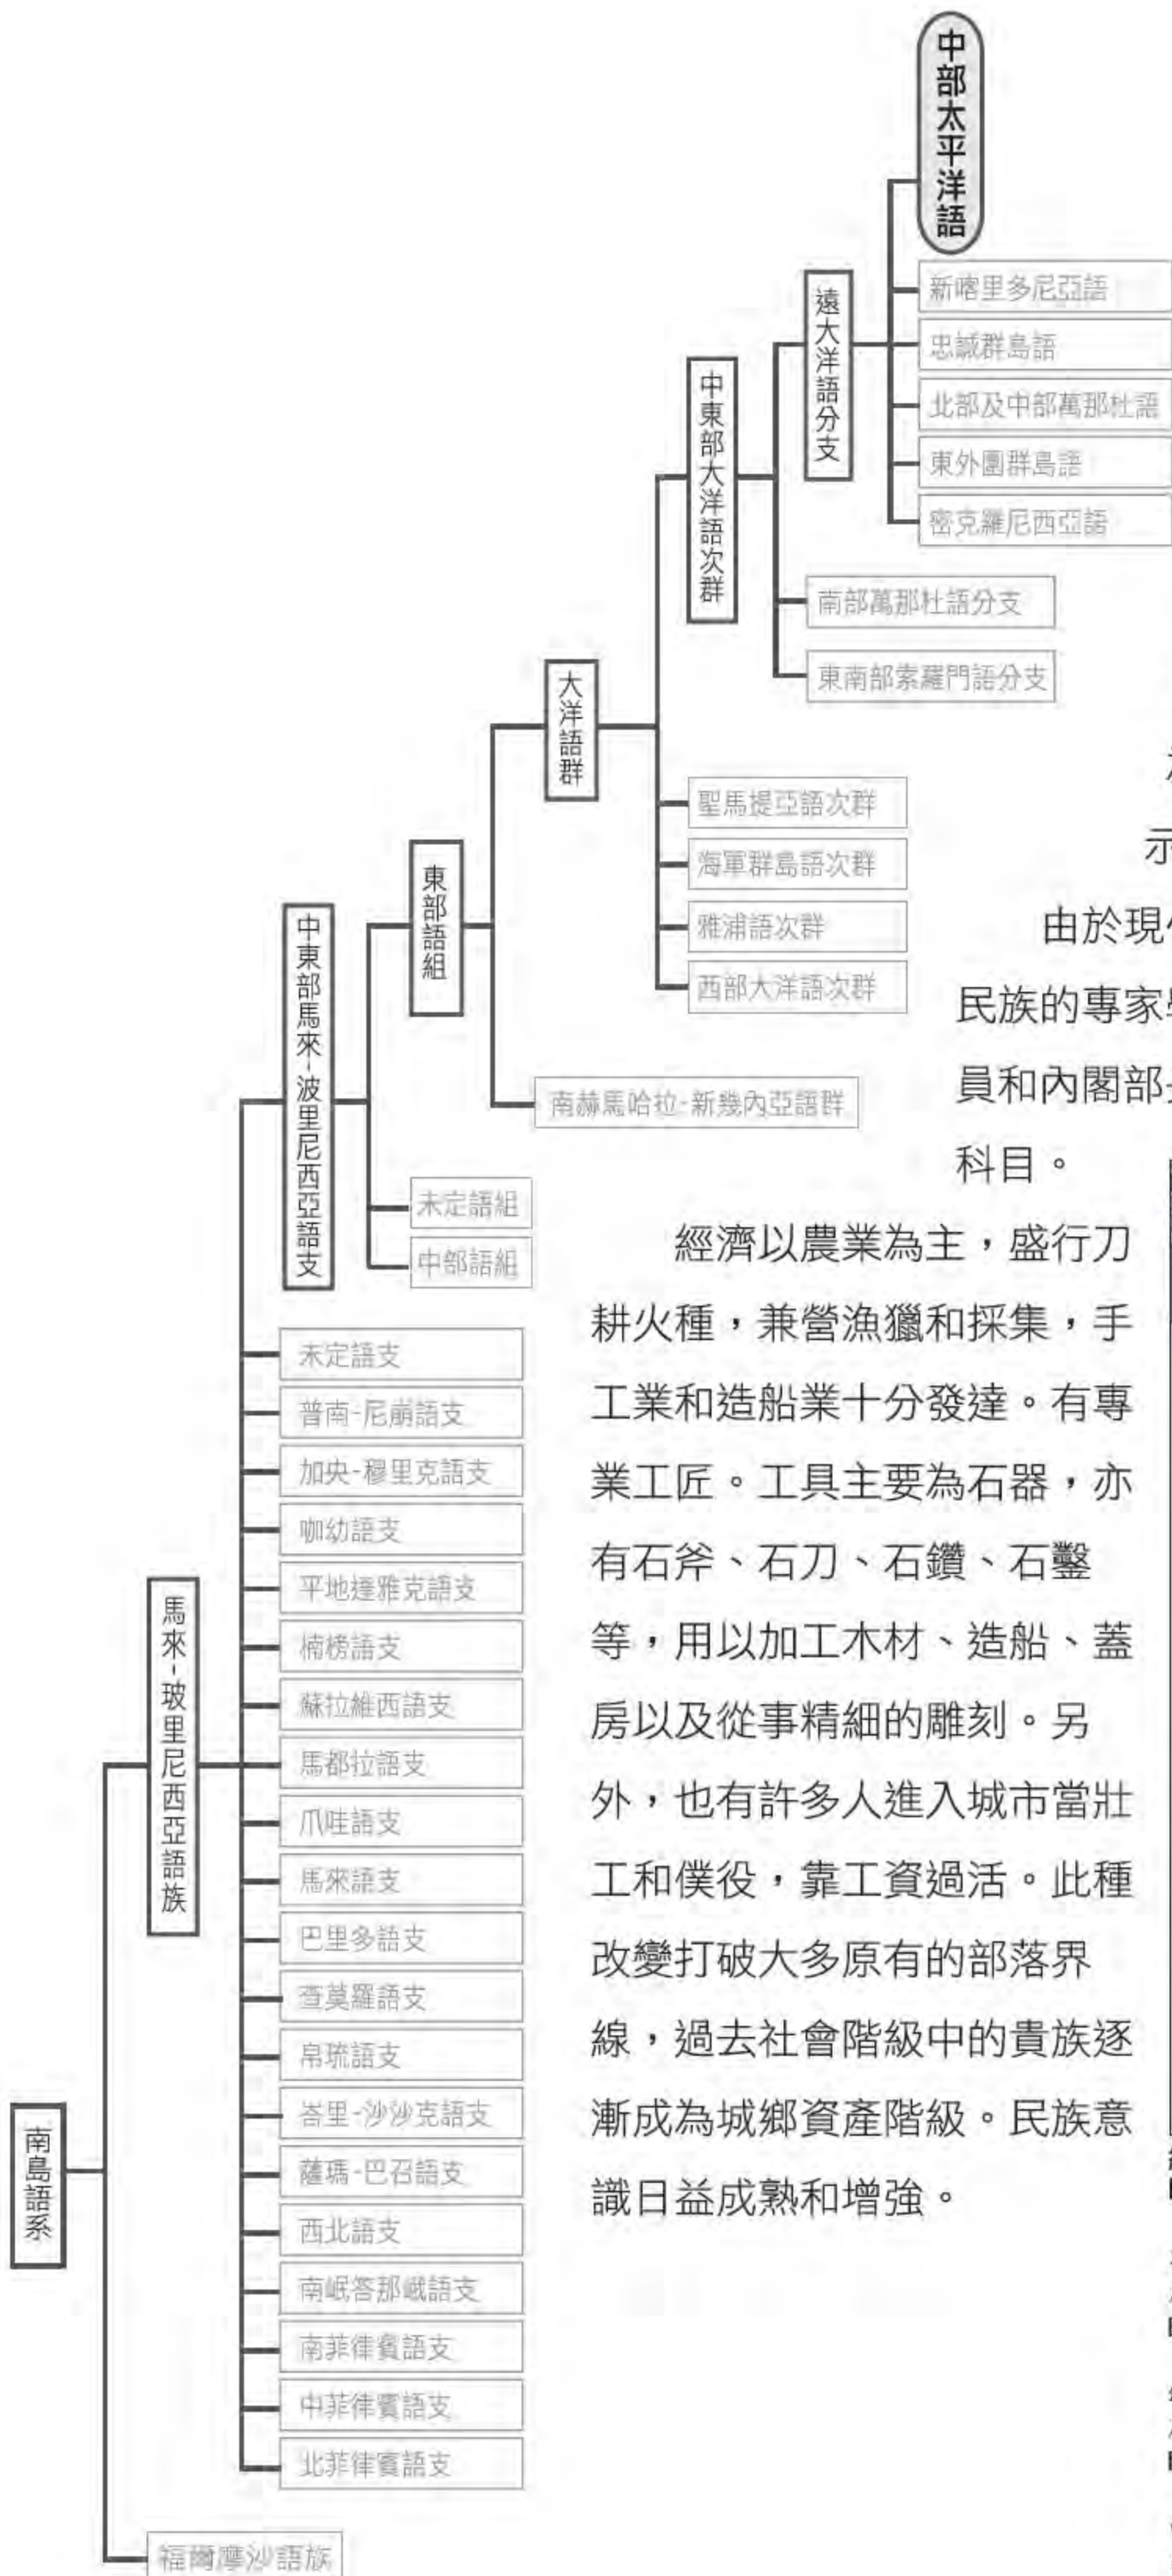 中部太平洋語
新喀里多尼亞語
忠誠群島語
北部及中部萬那杜語
東外圍群島語
密克羅尼西亞語
遠大洋語分支
南部萬那杜語分支
東南部索羅門語分支
中東部大洋語次群
聖馬提亞語次群
海軍群島語次群
雅浦語次群
西部大洋語次群
大洋語群
南赫馬哈拉-新幾內亞語群
東部語組
未定語組
中部語組
中東部馬來-波里尼西亞語支
未定語支
普南-尼崩語支
加央-穆里克語支
咖幼語支
平地達雅克語支
楠榜語支
蘇拉維西語支
馬都拉語支
爪哇語支
馬來語支
巴里多語支
查莫羅語支
帛琉語支
峇里-沙沙克語支
薩瑪-巴召語支
西北語支
南岷答那峨語支
南菲律賓語支
中菲律賓語支
北菲律賓語支
馬來-玻里尼西亞語族
福爾摩沙語族
南島語系
示
由於現
民族的專家
員和內閣部
科目。
經濟以農業為主，盛行刀
耕火種，兼營漁獵和採集，手
工業和造船業十分發達。有專
業工匠。工具主要為石器，亦
有石斧、石刀、石鑽、石鑿
等，用以加工木材、造船、蓋
房以及從事精細的雕刻。另
外，也有許多人進入城市當壯
工和僕役，靠工資過活。此種
改變打破大多原有的部落界
線，過去社會階級中的貴族逐
漸成為城鄉資產階級。民族意
識日益成熟和增強。